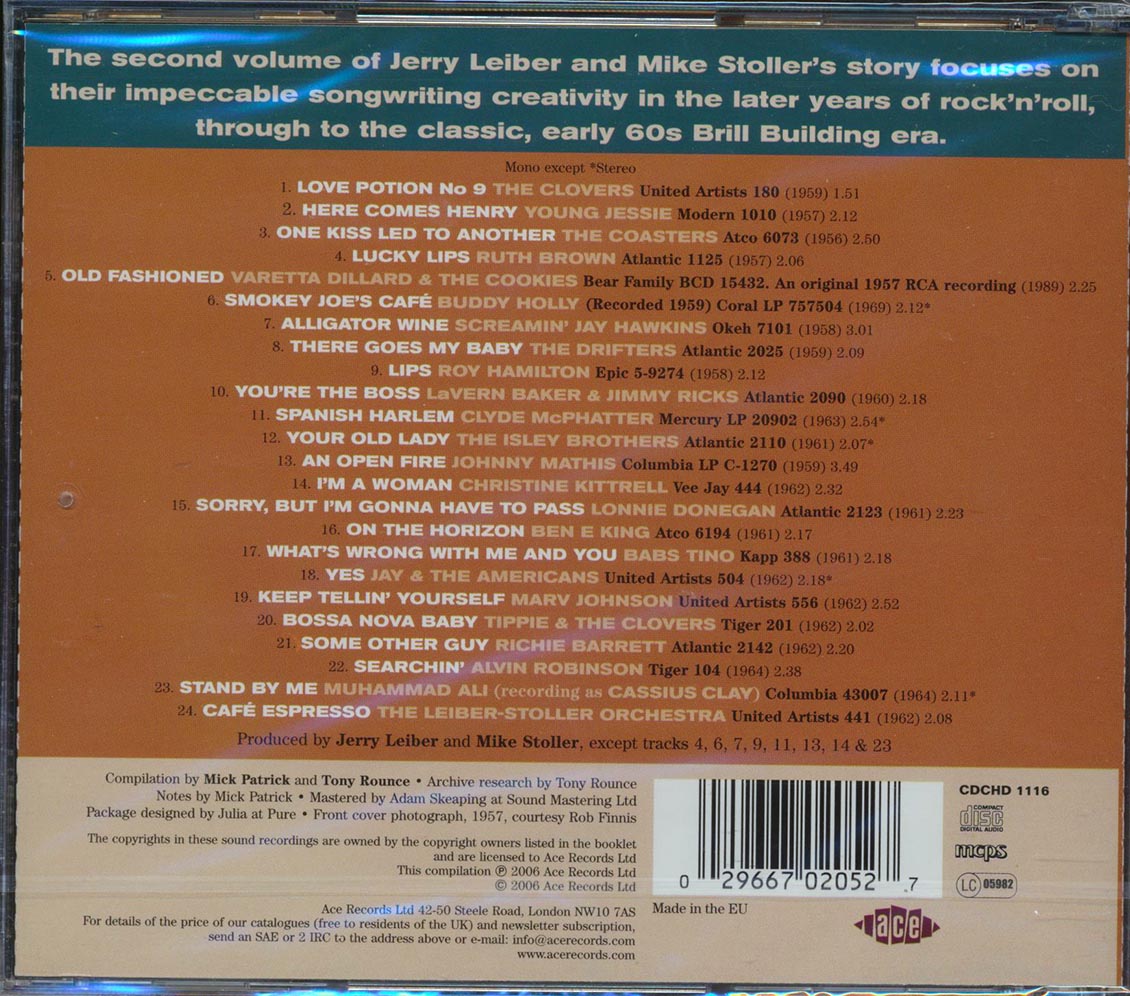 The second volume of Jerry Leiber and Mike Stoller's story focuses on
their impeccable songwriting creativity in the later years of rock'n'roll,
through to the classic, early 60s Brill Building era.
Mono except *Stereo
1. LOVE POTION No 9 THE CLOVERS United Artists 180 (1959) 1.51
2. HERE COMES HENRY YOUNG JESSIE Modern 1010 (1957) 2.12
3. ONE KISS LED TO ANOTHER THE COASTERS Atco 6073 (1956) 2.50
4. LUCKY LIPS RUTH BROWN Atlantic 1125 (1957) 2.06
5. OLD FASHIONED VARETTA DILLARD & THE COOKIES Bear Family BCD 15432. An original 1957 RCA recording (1989) 2.25
6. SMOKEY JOE'S CAFÉ BUDDY HOLLY (Recorded 1959) Coral LP 757504 (1969) 2.12*
7. ALLIGATOR WINE SCREAMIN' JAY HAWKINS Okeh 7101 (1958) 3.01
8. THERE GOES MY BABY THE DRIFTERS Atlantic 2025 (1959) 2.09
9. LIPS ROY HAMILTON Epic 5-9274 (1958) 2.12
10. YOU'RE THE BOSS LaVERN BAKER & JIMMY RICKS Atlantic 2090 (1960) 2.18
11. SPANISH HARLEM CLYDE McPHATTER Mercury LP 20902 (1963) 2.54*
12. YOUR OLD LADY THE ISLEY BROTHERS Atlantic 2110 (1961) 2.07*
13. AN OPEN FIRE JOHNNY MATHIS Columbia LP C-1270 (1959) 3.49
14. I'M A WOMAN CHRISTINE KITTRELL Vee Jay 444 (1962) 2.32
15. SORRY, BUT I'M GONNA HAVE TO PASS LONNIE DONEGAN Atlantic 2123 (1961) 2.23
16. ON THE HORIZON BEN E KING Atco 6194 (1961) 2.17
17. WHAT'S WRONG WITH ME AND YOU BABS TINO Kapp 388 (1961) 2.18
18. YES JAY & THE AMERICANS United Artists 504 (1962) 2.18*
19. KEEP TELLIN' YOURSELF MARV JOHNSON United Artists 556 (1962) 2.52
20. BOSSA NOVA BABY TIPPIE & THE CLOVERS Tiger 201 (1962) 2.02
21. SOME OTHER GUY RICHIE BARRETT Atlantic 2142 (1962) 2.20
22. SEARCHIN' ALVIN ROBINSON Tiger 104 (1964) 2.38
23. STAND BY ME MUHAMMAD ALI (recording as CASSIUS CLAY) Columbia 43007 (1964) 2.11*
24. CAFÉ ESPRESSO THE LEIBER-STOLLER ORCHESTRA United Artists 441 (1962) 2.08
Produced by Jerry Leiber and Mike Stoller, except tracks 4, 6, 7, 9, 11, 13, 14 & 23
Compilation by Mick Patrick and Tony Rounce • Archive research by Tony Rounce
Notes by Mick Patrick • Mastered by Adam Skeaping at Sound Mastering Ltd
Package designed by Julia at Pure • Front cover photograph, 1957, courtesy Rob Finnis
The copyrights in these sound recordings are owned by the copyright owners listed in the booklet
and are licensed to Ace Records Ltd
This compilation ℗ 2006 Ace Records Ltd
© 2006 Ace Records Ltd
Ace Records Ltd 42-50 Steele Road, London NW10 7AS
For details of the price of our catalogues (free to residents of the UK) and newsletter subscription,
send an SAE or 2 IRC to the address above or e-mail: info@acerecords.com
www.acerecords.com
0 29667 02052 7
Made in the EU
CDCHD 1116
COMPACT
disc
DIGITAL AUDIO
mcps
LC 05982
ace